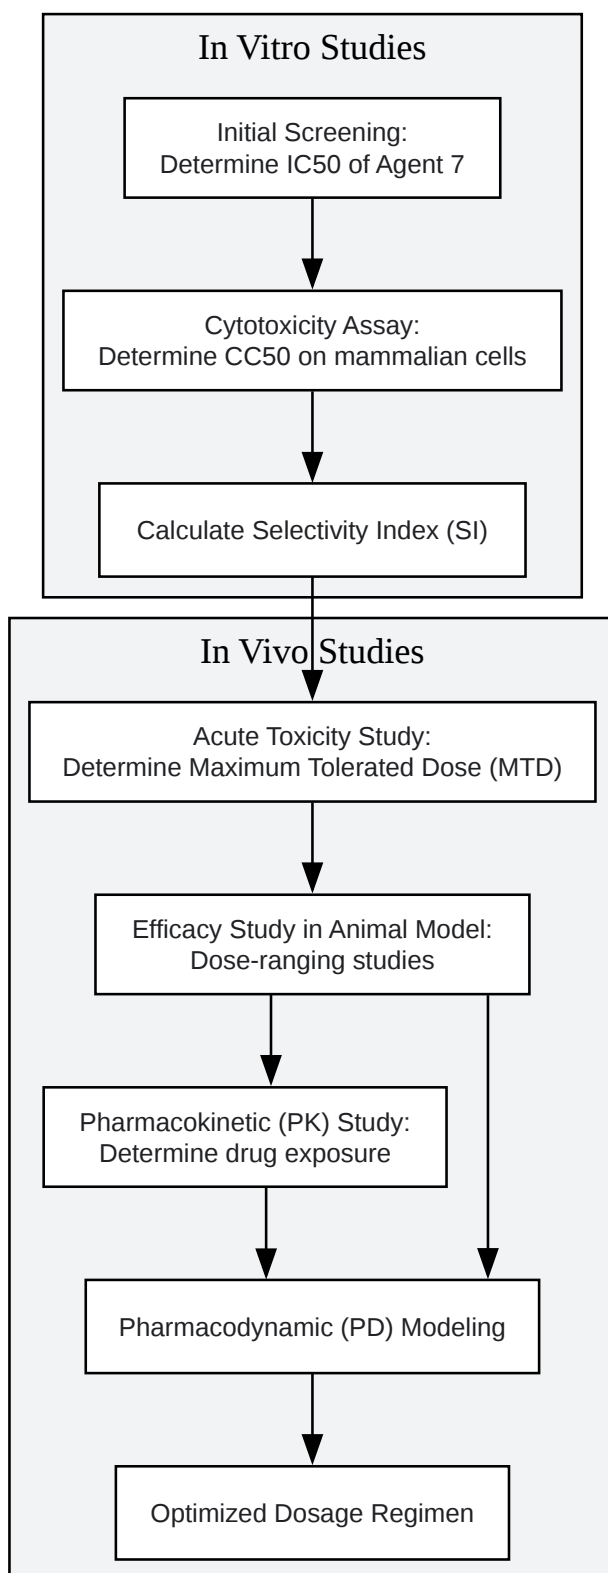 In Vitro Studies
Initial Screening:
Determine IC50 of Agent 7
Cytotoxicity Assay:
Determine CC50 on mammalian cells
Calculate Selectivity Index (SI)
In Vivo Studies
Acute Toxicity Study:
Determine Maximum Tolerated Dose (MTD)
Efficacy Study in Animal Model:
Dose-ranging studies
Pharmacokinetic (PK) Study:
Determine drug exposure
Pharmacodynamic (PD) Modeling
Optimized Dosage Regimen